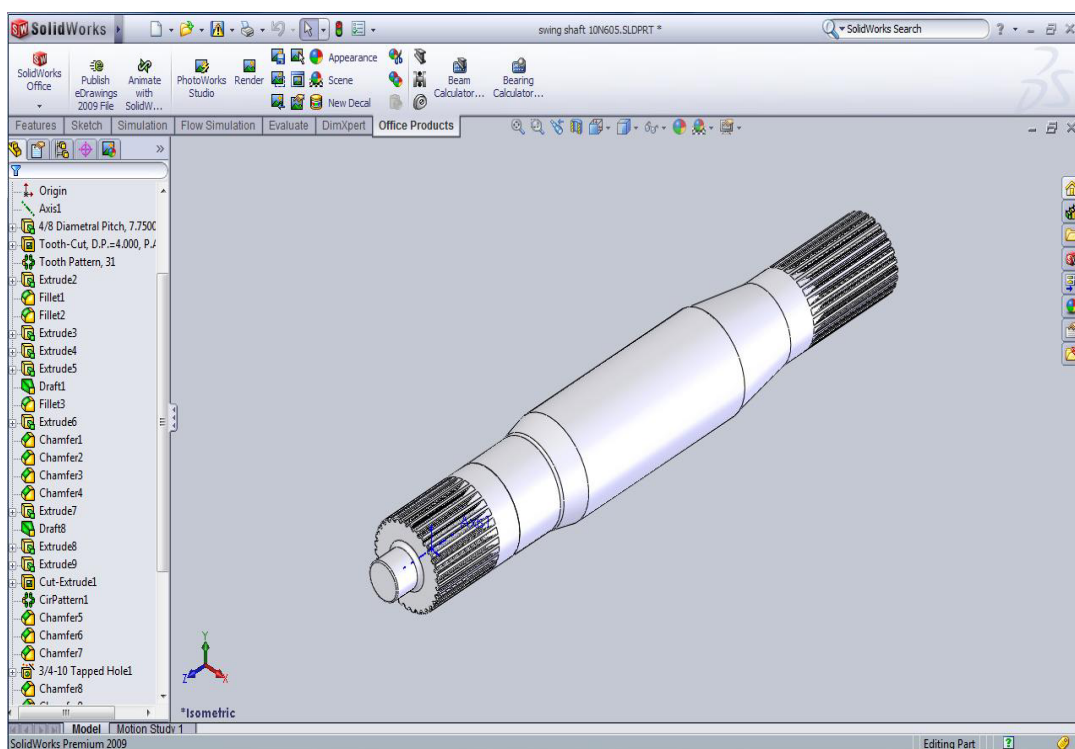 SolidWorks
swing shaft 10N605.SLDPRT *
SolidWorks Search
SolidWorks Office
Publish eDrawings 2009 File
Animate with SolidW...
PhotoWorks Studio
Render
Appearance
Scene
New Decal
Beam Calculator...
Bearing Calculator...
Features Sketch Simulation Flow Simulation Evaluate DimXpert Office Products
Origin
Axis1
4/8 Diametral Pitch, 7.7500
Tooth-Cut, D.P.=4.000, P.A
Tooth Pattern, 31
Extrude2
Fillet1
Fillet2
Extrude3
Extrude4
Extrude5
Draft1
Fillet3
Extrude6
Chamfer1
Chamfer2
Chamfer3
Chamfer4
Extrude7
Draft8
Extrude8
Extrude9
Cut-Extrude1
CirPattern1
Chamfer5
Chamfer6
Chamfer7
3/4-10 Tapped Hole1
Chamfer8
Axis1
Y
Z
X
*Isometric
Model Motion Study 1
SolidWorks Premium 2009
Editing Part